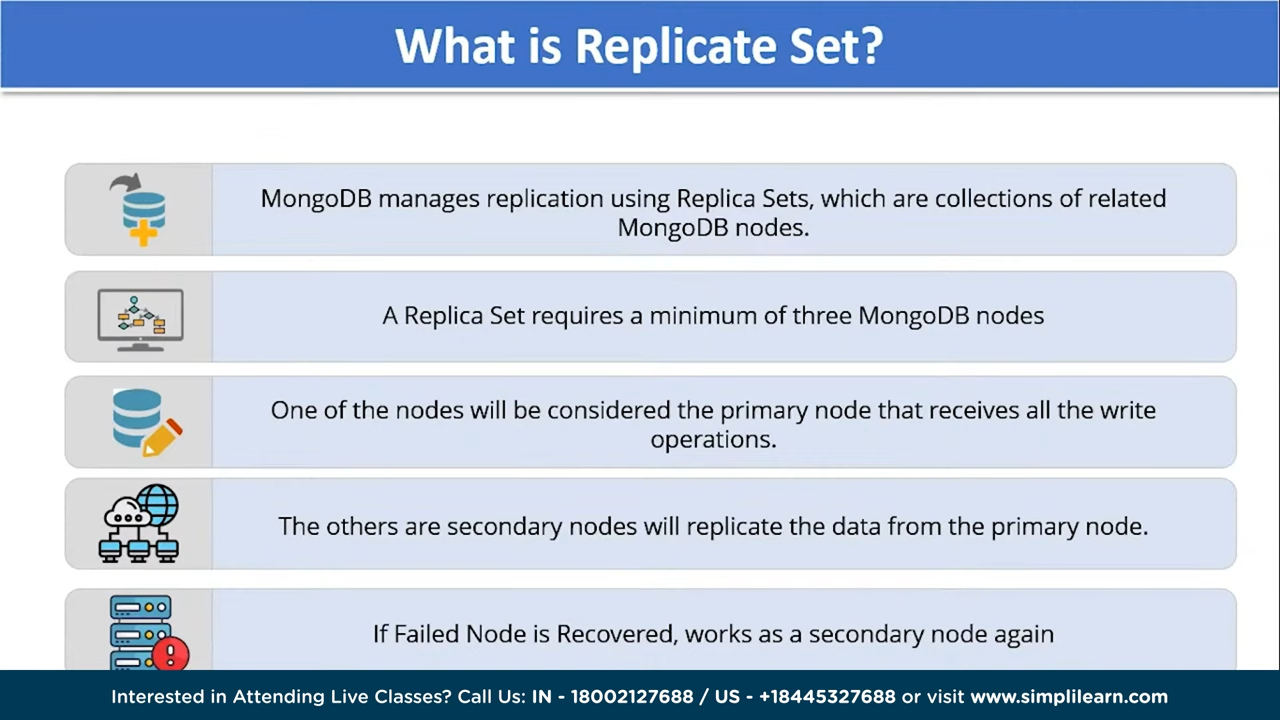 What is Replicate Set?
MongoDB manages replication using Replica Sets, which are collections of related
MongoDB nodes.
A Replica Set requires a minimum of three MongoDB nodes
One of the nodes will be considered the primary node that receives all the write
operations.
The others are secondary nodes will replicate the data from the primary node.
If Failed Node is Recovered, works as a secondary node again
Interested in Attending Live Classes? Call Us: IN - 18002127688 / US - +18445327688 or visit www.simplilearn.com